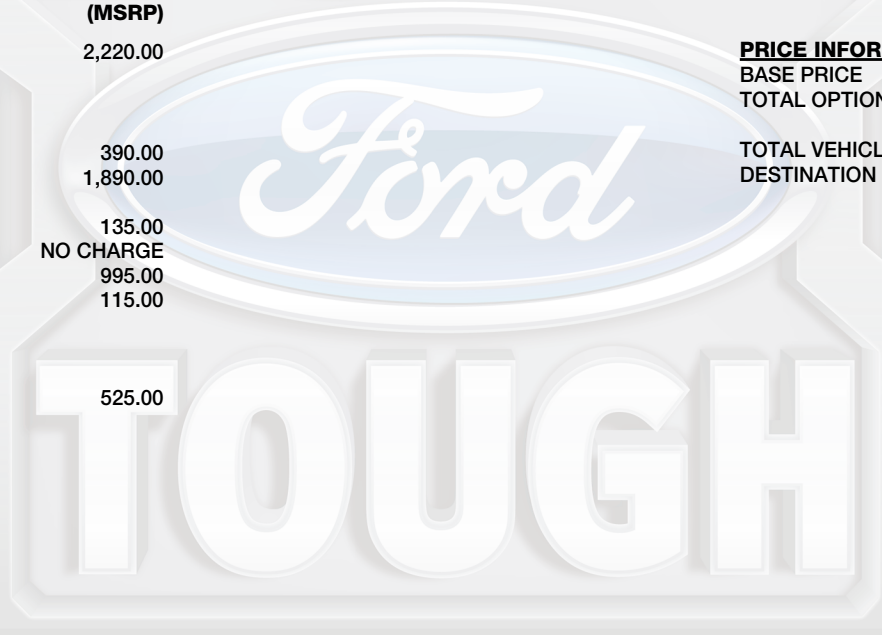 (MSRP)
2,220.00
390.00
1,890.00
135.00
NO CHARGE
995.00
115.00
525.00
PRICE INFOR
BASE PRICE
TOTAL OPTION
TOTAL VEHICL
DESTINATION
Ford
TOUGH